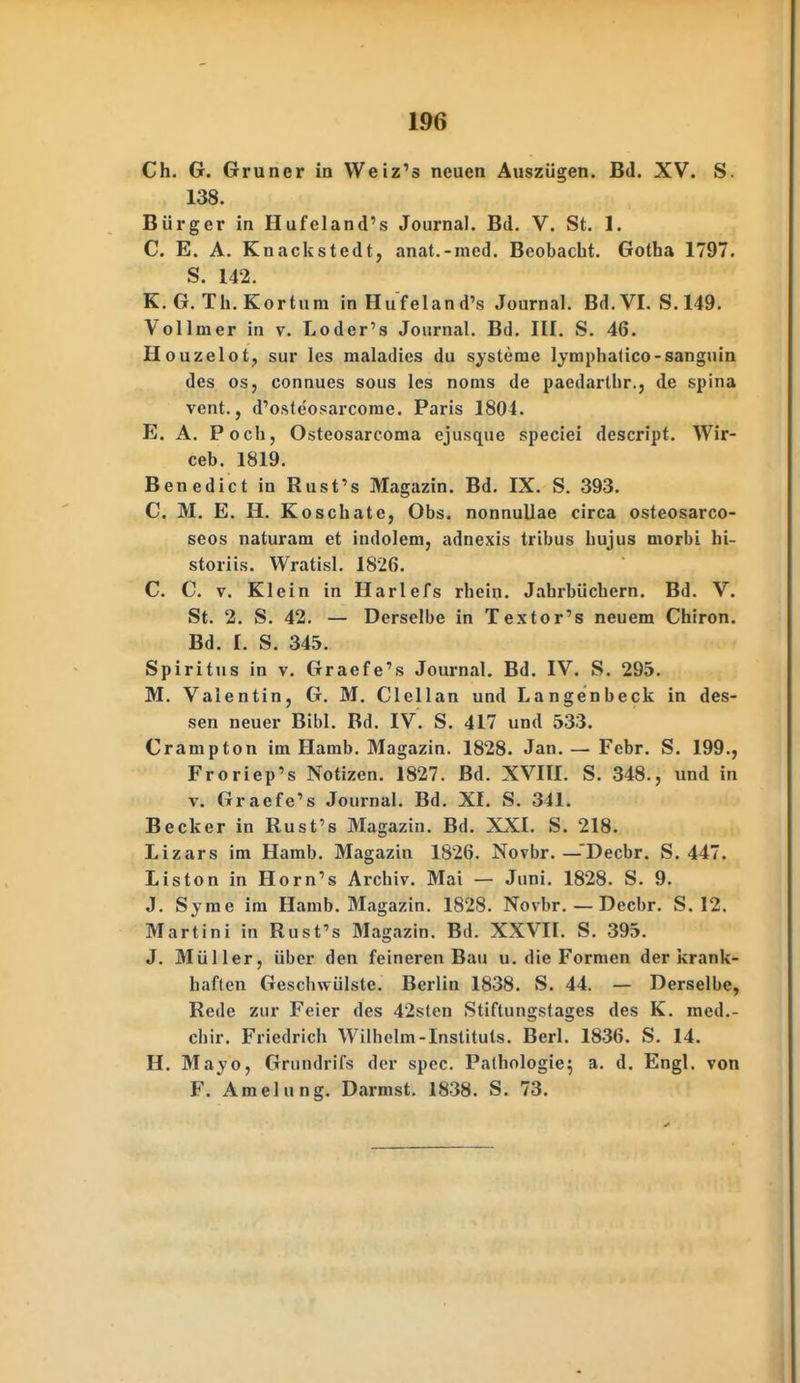 196
Ch. G. Gruner in Weiz's neuen Auszügen. Bd. XV. S.
138.
Bürger in Hufeland's Journal. Bd. V. St. 1.
C. E. A. Knackstedt, anat.-med. Beobacht. Gotha 1797.
S. 142.
K. G. Th. Kortum in Hufeland's Journal. Bd. VI. S. 149.
Vollmer in v. Loder's Journal. Bd. III. S. 46.
Houzelot, sur les maladies du système lymphatico-sanguin
des os, connues sous les noms de paedarthr., de spina
vent., d'ostéosarcome. Paris 1804.
E. A. Poch, Osteosarcoma ejusque speciei descript. Wir-
ceb. 1819.
Benedict in Rust's Magazin. Bd. IX. S. 393.
C. M. E. H. Koschate, Obs. nonnullae circa osteosarco-
seos naturam et indolem, adnexis tribus hujus morbi hi-
storiis. Wratisl. 1826.
C. C. v. Klein in Harlefs rhein. Jahrbüchern. Bd. V.
St. 2. S. 42. — Derselbe in Textor's neuem Chiron.
Bd. I. S. 345.
Spiritus in v. Graefe's Journal. Bd. IV. S. 295.
M. Valentin, G. M. Clellan und Langenbeck in des-
sen neuer Bibl. Bd. IV. S. 417 und 533.
Crampton im Hamb. Magazin. 1828. Jan. — Febr. S. 199.,
Froriep's Notizen. 1827. Bd. XVIII. S. 348., und in
v. Graefe's Journal. Bd. XI. S. 341.
Becker in Rust's Magazin. Bd. XXI. S. 218.
Lizars im Hamb. Magazin 1826. Novbr. — Decbr. S. 447.
Liston in Horn's Archiv. Mai — Juni. 1828. S. 9.
J. Syme im Hamb. Magazin. 1828. Novbr. — Decbr. S. 12.
Martini in Rust's Magazin. Bd. XXVII. S. 395.
J. Müller, über den feineren Bau u. die Formen der krank-
haften Geschwülste. Berlin 1838. S. 44. — Derselbe,
Rede zur Feier des 42sten Stiftungstages des K. med.-
chir. Friedrich Wilhelm-Instituts. Berl. 1836. S. 14.
H. Mayo, Grundrifs der spec. Pathologie; a. d. Engl. von
F. Amelung. Darmst. 1838. S. 73.